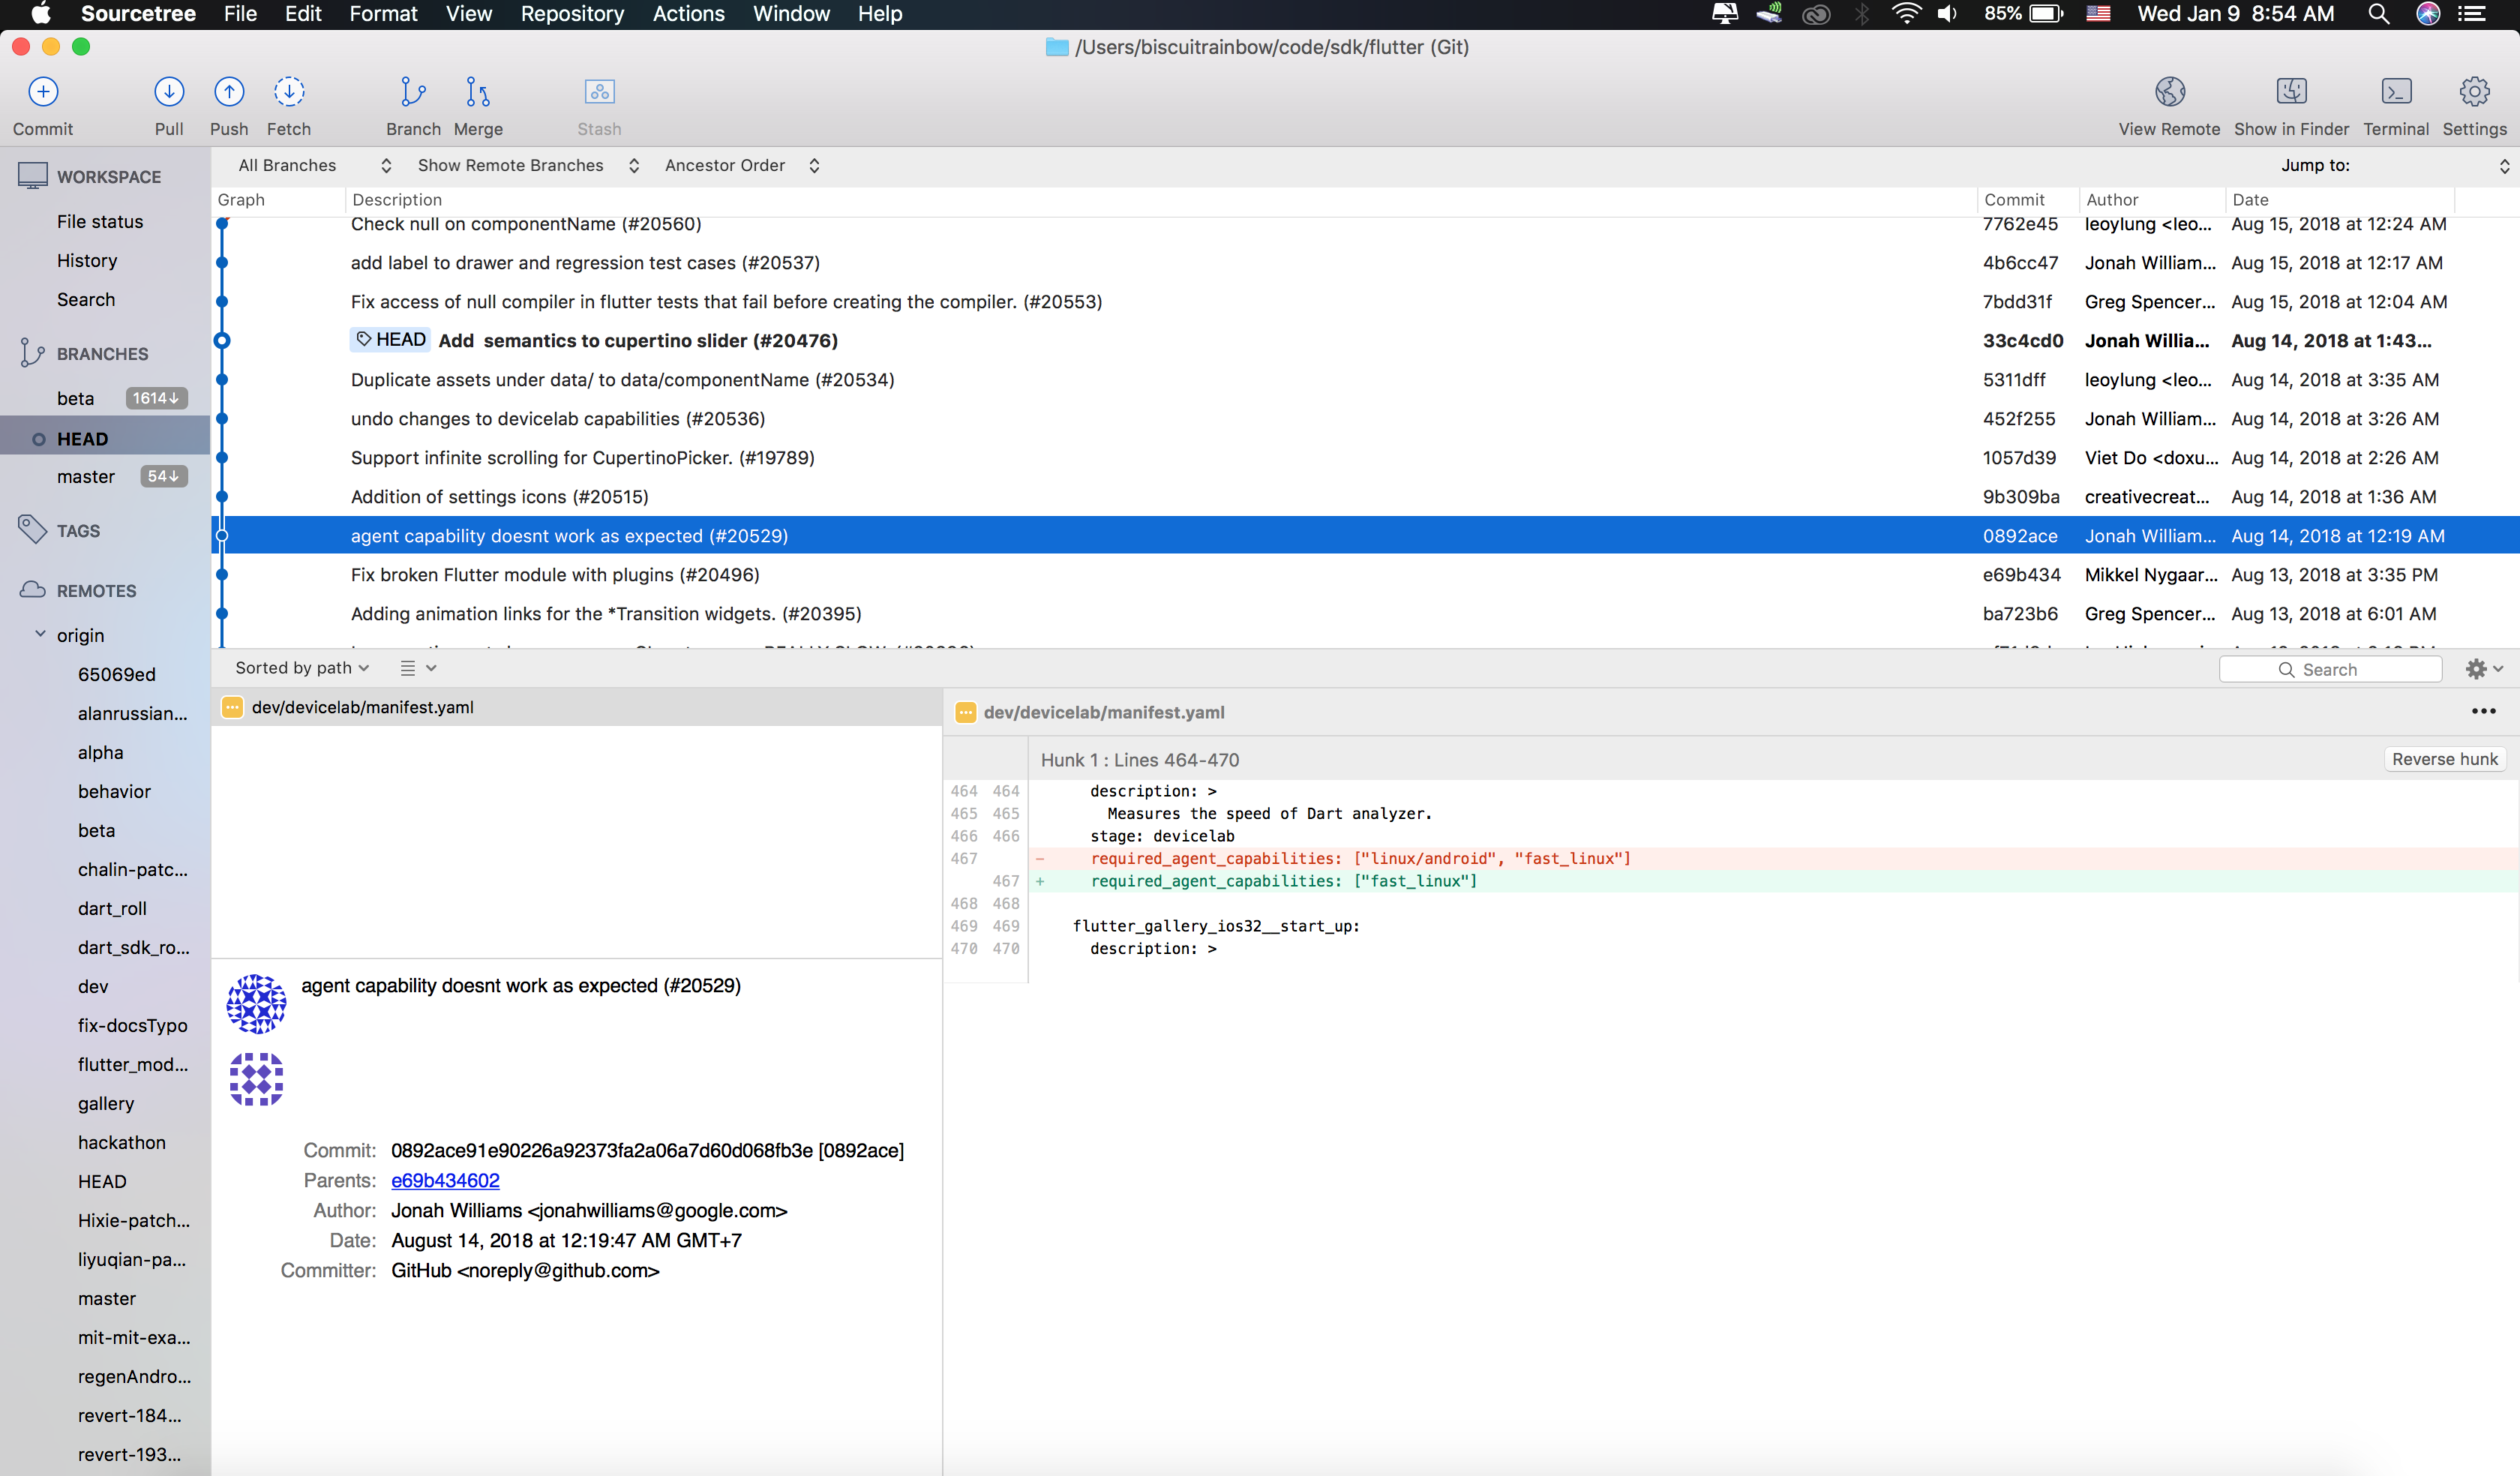 Sourcetree File Edit Format View Repository Actions Window Help 85% Wed Jan 9 8:54 AM
/Users/biscuitrainbow/code/sdk/flutter (Git)
Commit Pull Push Fetch Branch Merge Stash View Remote Show in Finder Terminal Settings
WORKSPACE
File status
History
Search
BRANCHES
beta 1614↓
HEAD
master 54↓
TAGS
REMOTES
origin
65069ed
alanrussian...
alpha
behavior
beta
chalin-patc...
dart_roll
dart_sdk_ro...
dev
fix-docsTypo
flutter_mod...
gallery
hackathon
HEAD
Hixie-patch...
liyuqian-pa...
master
mit-mit-exa...
regenAndro...
revert-184...
revert-193...
All Branches Show Remote Branches Ancestor Order Jump to:
Graph Description Commit Author Date
Check null on componentName (#20560) 7762e45 leoylung <leo... Aug 15, 2018 at 12:24 AM
add label to drawer and regression test cases (#20537) 4b6cc47 Jonah William... Aug 15, 2018 at 12:17 AM
Fix access of null compiler in flutter tests that fail before creating the compiler. (#20553) 7bdd31f Greg Spencer... Aug 15, 2018 at 12:04 AM
HEAD Add  semantics to cupertino slider (#20476) 33c4cd0 Jonah Willia... Aug 14, 2018 at 1:43...
Duplicate assets under data/ to data/componentName (#20534) 5311dff leoylung <leo... Aug 14, 2018 at 3:35 AM
undo changes to devicelab capabilities (#20536) 452f255 Jonah William... Aug 14, 2018 at 3:26 AM
Support infinite scrolling for CupertinoPicker. (#19789) 1057d39 Viet Do <doxu... Aug 14, 2018 at 2:26 AM
Addition of settings icons (#20515) 9b309ba creativecreat... Aug 14, 2018 at 1:36 AM
agent capability doesnt work as expected (#20529) 0892ace Jonah William... Aug 14, 2018 at 12:19 AM
Fix broken Flutter module with plugins (#20496) e69b434 Mikkel Nygaar... Aug 13, 2018 at 3:35 PM
Adding animation links for the *Transition widgets. (#20395) ba723b6 Greg Spencer... Aug 13, 2018 at 6:01 AM
Sorted by path Search
dev/devicelab/manifest.yaml
agent capability doesnt work as expected (#20529)
Commit: 0892ace91e90226a92373fa2a06a7d60d068fb3e [0892ace]
Parents: e69b434602
Author: Jonah Williams <jonahwilliams@google.com>
Date: August 14, 2018 at 12:19:47 AM GMT+7
Committer: GitHub <noreply@github.com>
dev/devicelab/manifest.yaml
Hunk 1 : Lines 464-470 Reverse hunk
464 464 description: >
465 465 Measures the speed of Dart analyzer.
466 466 stage: devicelab
467 - required_agent_capabilities: ["linux/android", "fast_linux"]
467 + required_agent_capabilities: ["fast_linux"]
468 468
469 469 flutter_gallery_ios32__start_up:
470 470 description: >